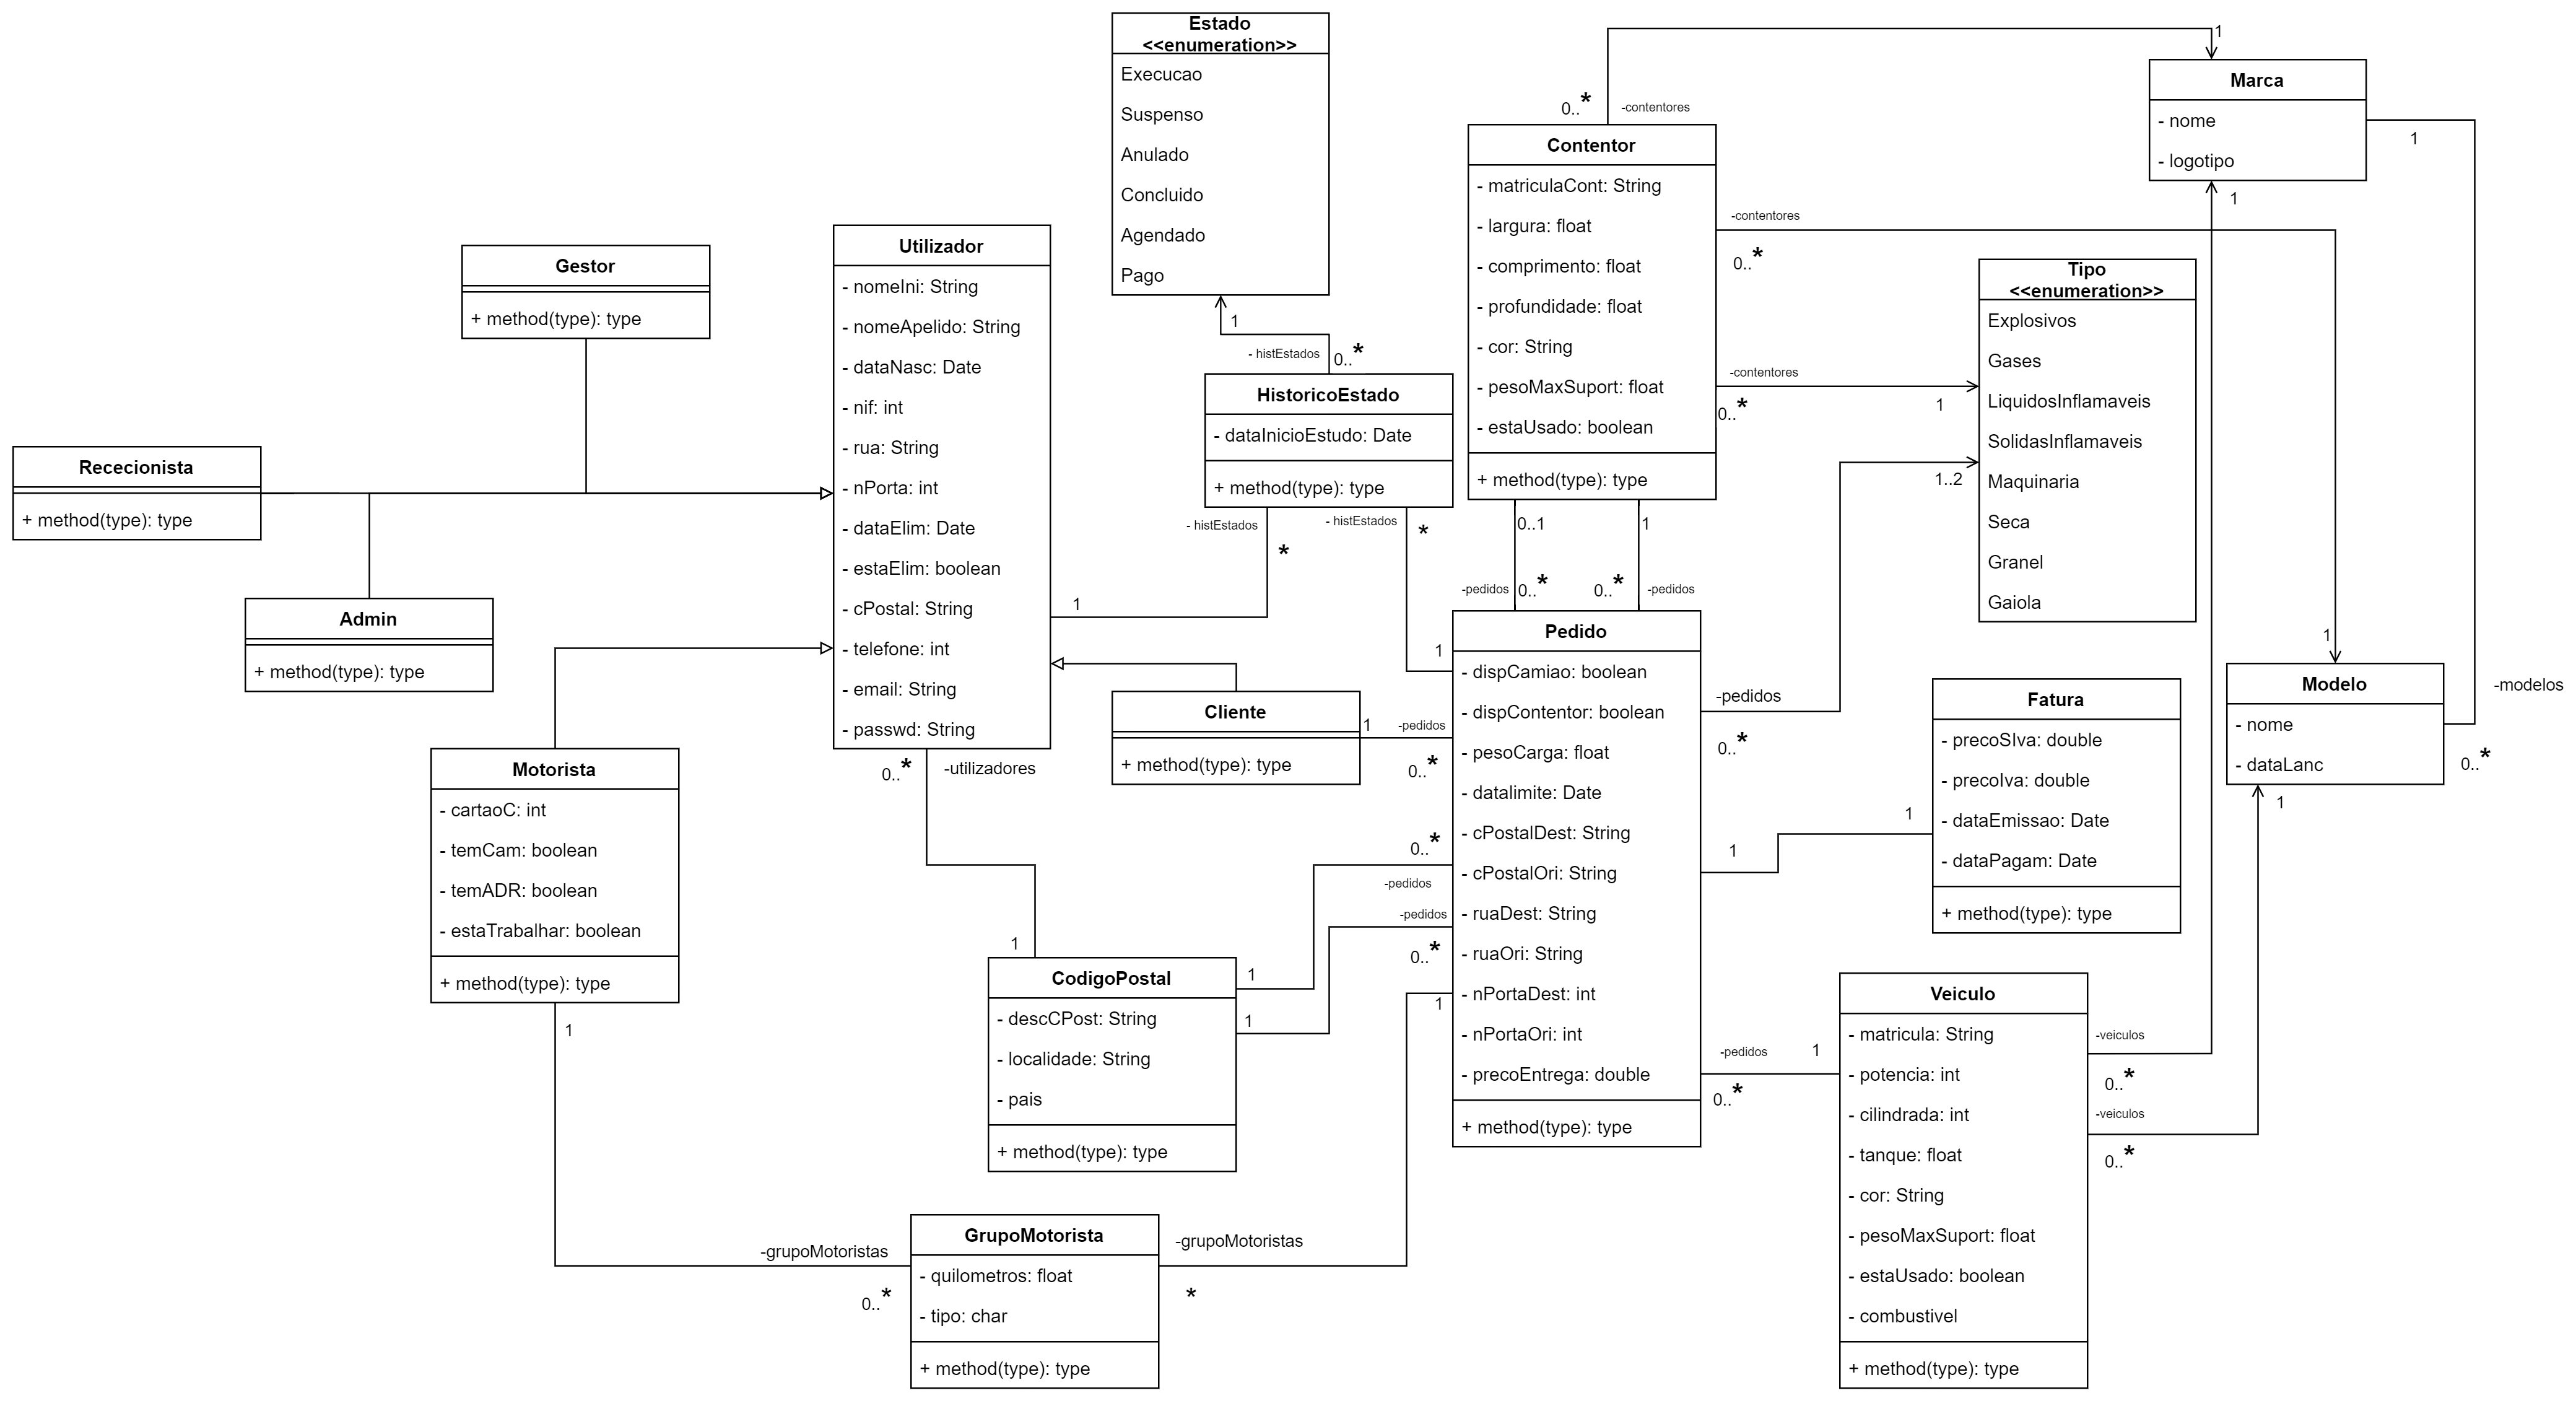 Estado
<<enumeration>>
Execucao
Suspenso
Anulado
Concluido
Agendado
Pago
1
- histEstados
0..*
HistoricoEstado
- dataInicioEstudo: Date
+ method(type): type
- histEstados
*
- histEstados
*
1
1
Contentor
- matriculaCont: String
- largura: float
- comprimento: float
- profundidade: float
- cor: String
- pesoMaxSuport: float
- estaUsado: boolean
+ method(type): type
0..*
-contentores
1
-contentores
0..*
1
-contentores
0..*
1
0..1
1
-pedidos
0..*
0..*
-pedidos
Marca
- nome
- logotipo
1
1
Tipo
<<enumeration>>
Explosivos
Gases
LiquidosInflamaveis
SolidasInflamaveis
Maquinaria
Seca
Granel
Gaiola
1..2
Gestor
+ method(type): type
Rececionista
+ method(type): type
Admin
+ method(type): type
Utilizador
- nomeIni: String
- nomeApelido: String
- dataNasc: Date
- nif: int
- rua: String
- nPorta: int
- dataElim: Date
- estaElim: boolean
- cPostal: String
- telefone: int
- email: String
- passwd: String
0..*
-utilizadores
1
Cliente
+ method(type): type
1
-pedidos
0..*
Pedido
- dispCamiao: boolean
- dispContentor: boolean
- pesoCarga: float
- datalimite: Date
- cPostalDest: String
- cPostalOri: String
- ruaDest: String
- ruaOri: String
- nPortaDest: int
- nPortaOri: int
- precoEntrega: double
+ method(type): type
-pedidos
0..*
1
1
Fatura
- precoSIva: double
- precoIva: double
- dataEmissao: Date
- dataPagam: Date
+ method(type): type
Modelo
- nome
- dataLanc
-modelos
0..*
1
Motorista
- cartaoC: int
- temCam: boolean
- temADR: boolean
- estaTrabalhar: boolean
+ method(type): type
1
CodigoPostal
- descCPost: String
- localidade: String
- pais
+ method(type): type
1
1
0..*
-pedidos
-pedidos
0..*
1
GrupoMotorista
- quilometros: float
- tipo: char
+ method(type): type
-grupoMotoristas
0..*
-grupoMotoristas
*
Veiculo
- matricula: String
- potencia: int
- cilindrada: int
- tanque: float
- cor: String
- pesoMaxSuport: float
- estaUsado: boolean
- combustivel
+ method(type): type
-pedidos
1
0..*
-veiculos
0..*
-veiculos
0..*